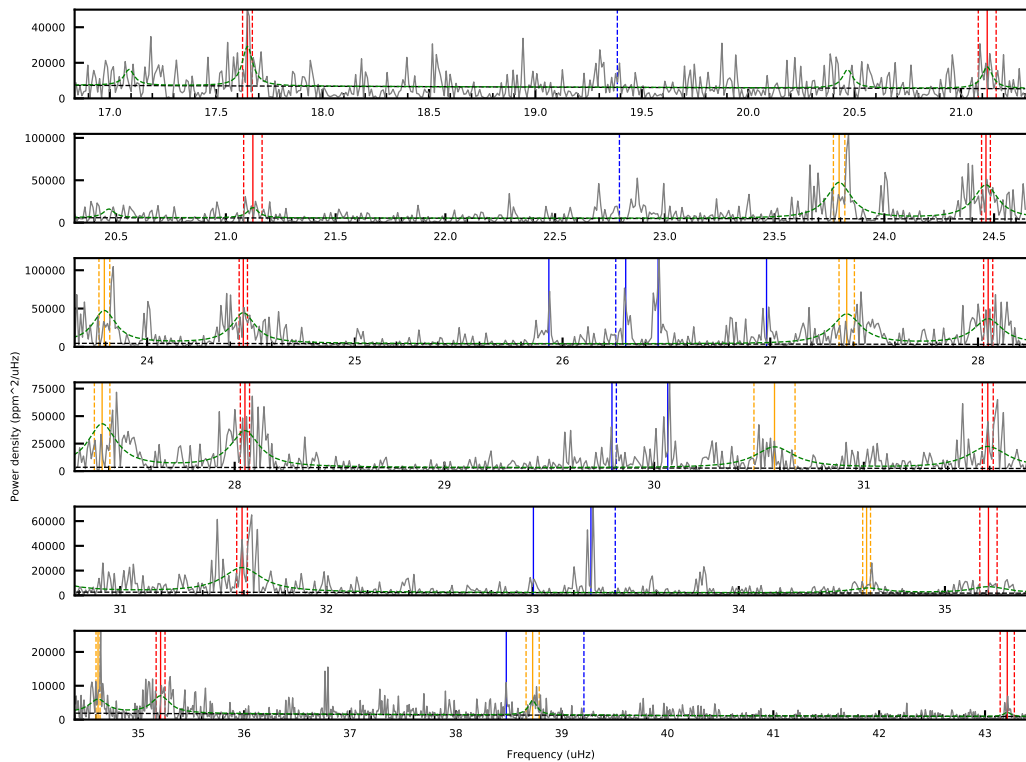 40000
20000
0
17.0 17.5 18.0 18.5 19.0 19.5 20.0 20.5 21.0
100000
50000
0
20.5 21.0 21.5 22.0 22.5 23.0 23.5 24.0 24.5
100000
50000
0
24 25 26 27 28
Power density (ppm^2/uHz)
75000
50000
25000
0
28 29 30 31
60000
40000
20000
0
31 32 33 34 35
20000
10000
0
35 36 37 38 39 40 41 42 43
Frequency (uHz)